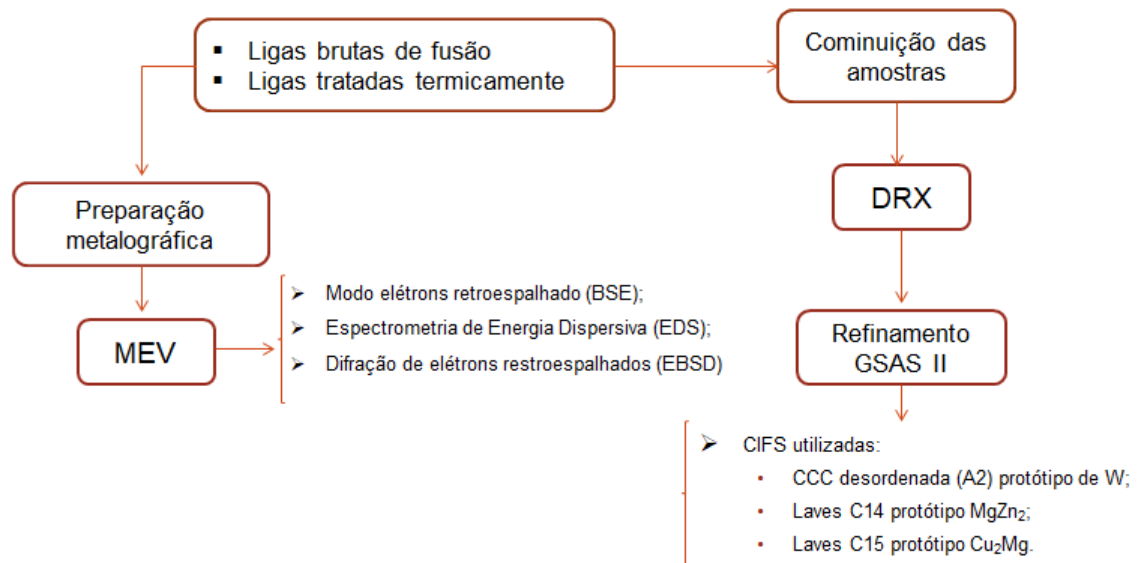 ▪ Ligas brutas de fusão
▪ Ligas tratadas termicamente
Cominuição das
amostras
Preparação
metalográfica
DRX
MEV
➢ Modo elétrons retroespalhado (BSE);
➢ Espectrometria de Energia Dispersiva (EDS);
➢ Difração de elétrons restroespalhados (EBSD)
Refinamento
GSAS II
➢ CIFS utilizadas:
• CCC desordenada (A2) protótipo de W;
• Laves C14 protótipo MgZn₂;
• Laves C15 protótipo Cu₂Mg.